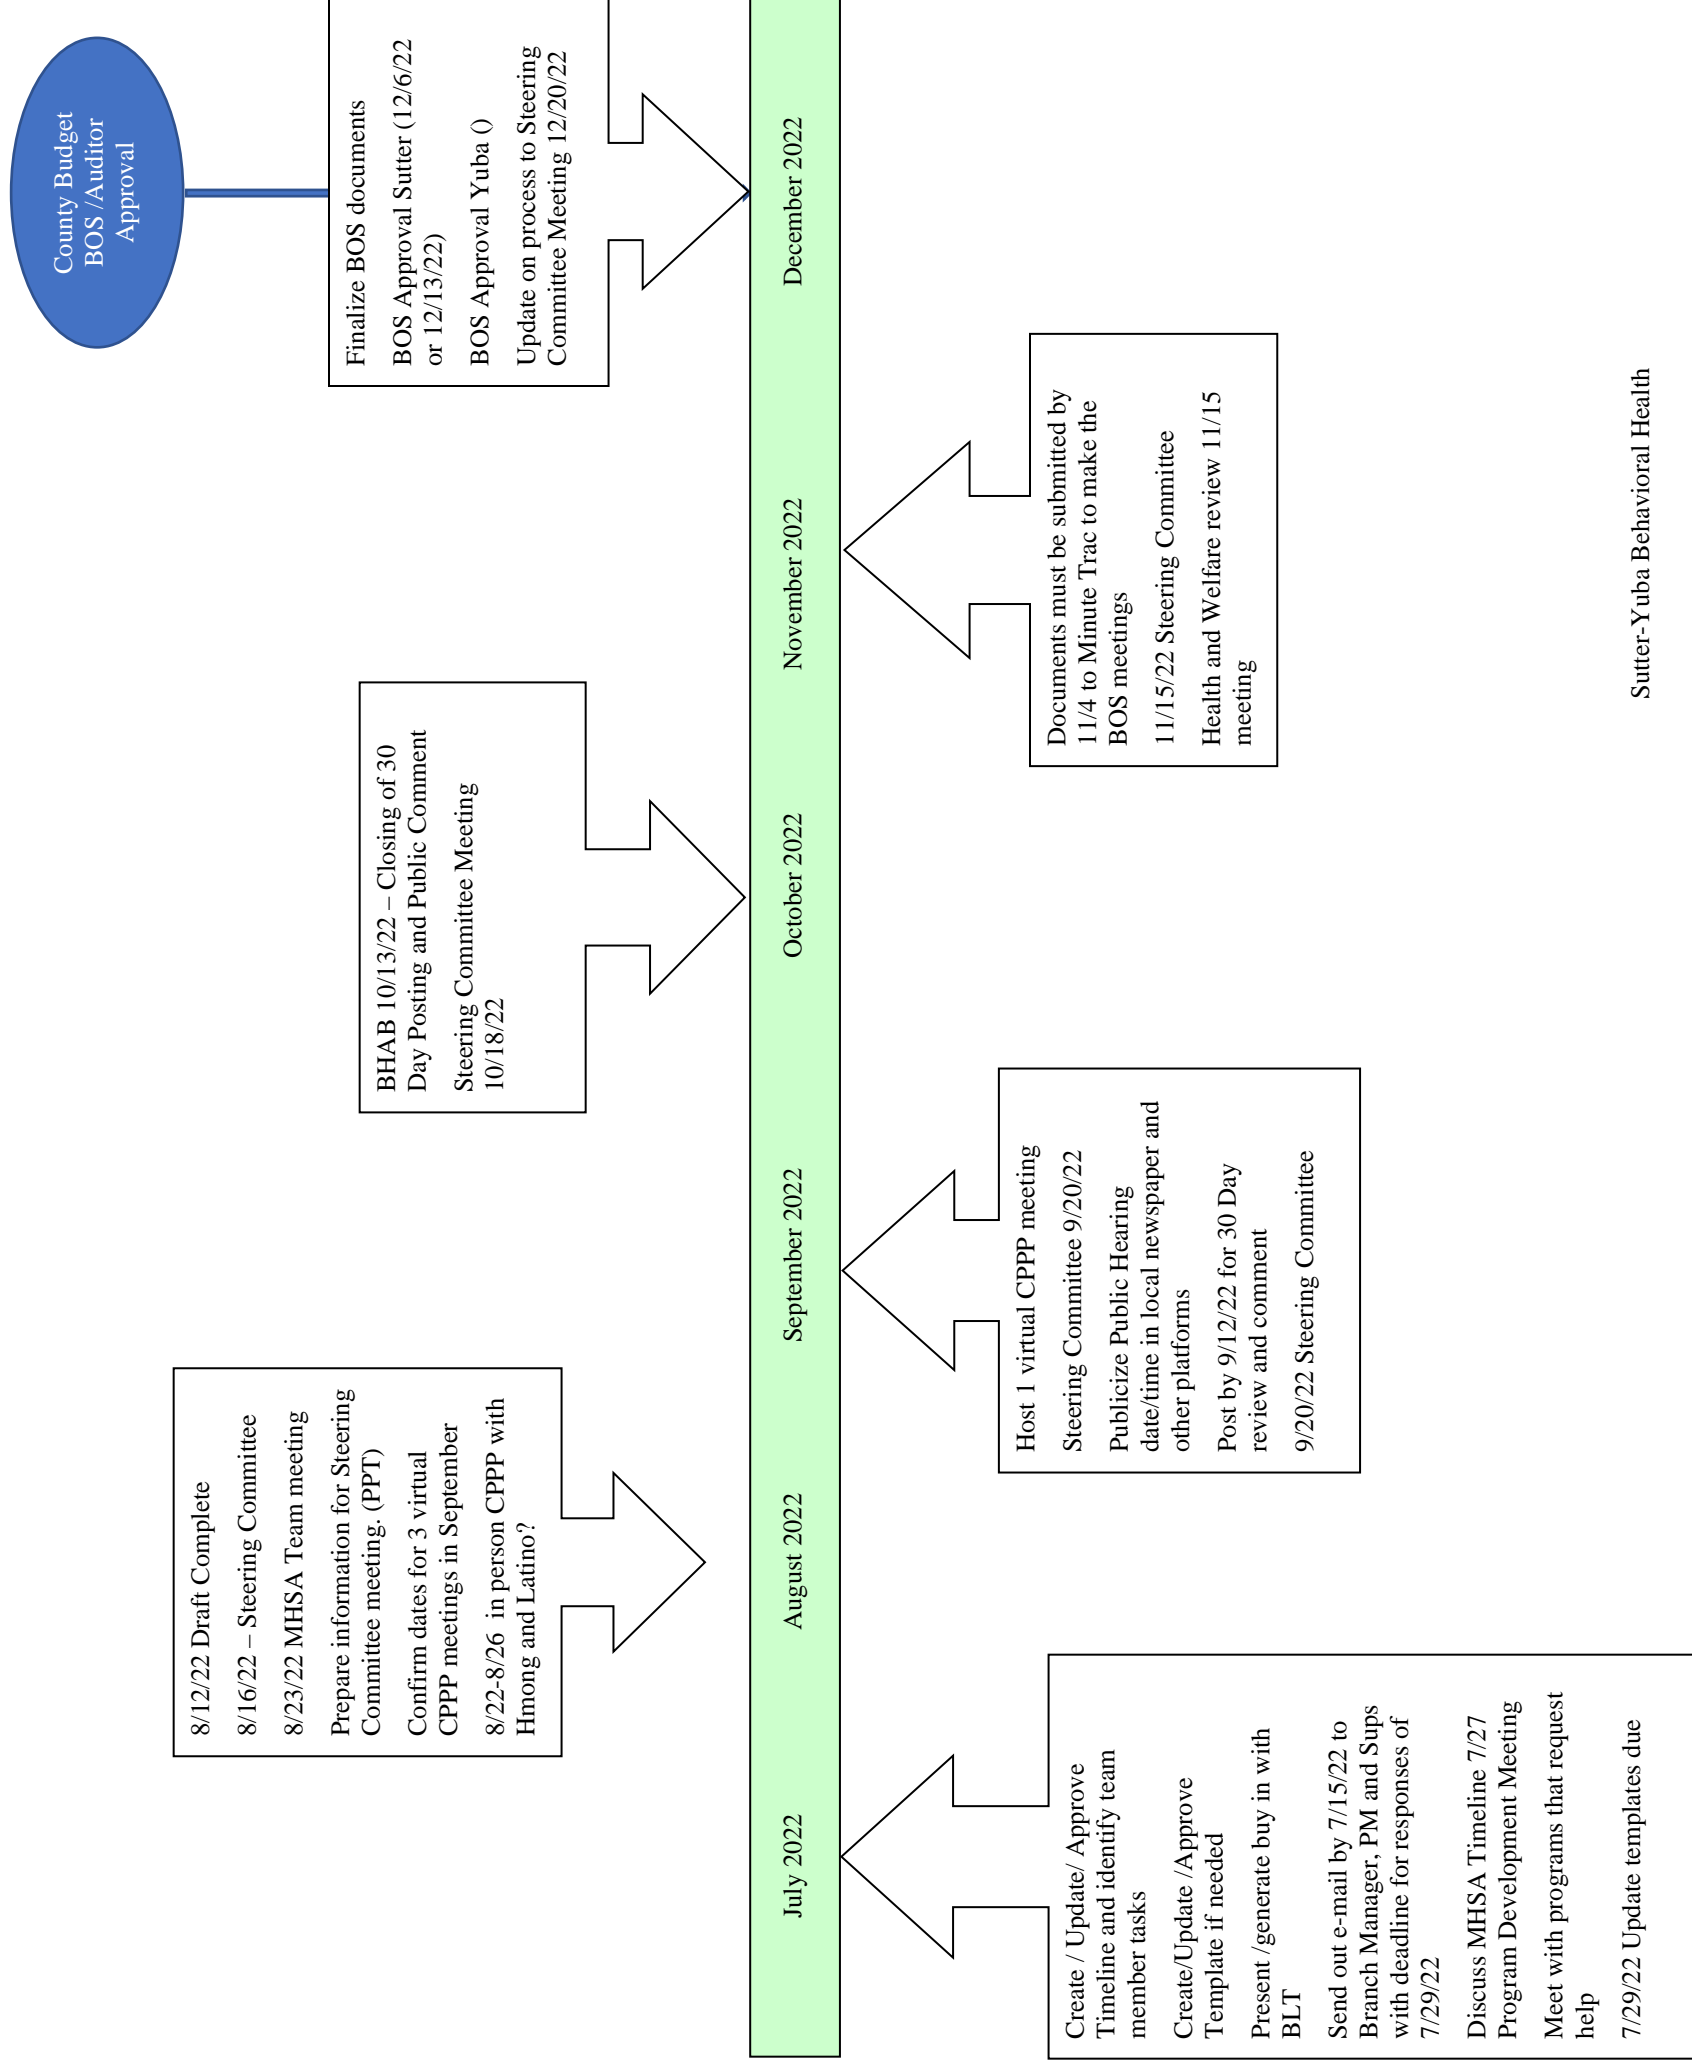 County Budget
BOS /Auditor
Approval
8/12/22 Draft Complete
8/16/22 – Steering Committee
8/23/22 MHSA Team meeting
Prepare information for Steering
Committee meeting. (PPT)
Confirm dates for 3 virtual
CPPP meetings in September
8/22-8/26  in person CPPP with
Hmong and Latino?
BHAB 10/13/22 – Closing of 30
Day Posting and Public Comment
Steering Committee Meeting
10/18/22
Finalize BOS documents
BOS Approval Sutter (12/6/22
or 12/13/22)
BOS Approval Yuba ()
Update on process to Steering
Committee Meeting 12/20/22
July 2022
August 2022
September 2022
October 2022
November 2022
December 2022
Create / Update/ Approve
Timeline and identify team
member tasks
Create/Update /Approve
Template if needed
Present /generate buy in with
BLT
Send out e-mail by 7/15/22 to
Branch Manager, PM and Sups
with deadline for responses of
7/29/22
Discuss MHSA Timeline 7/27
Program Development Meeting
Meet with programs that request
help
7/29/22 Update templates due
Host 1 virtual CPPP meeting
Steering Committee 9/20/22
Publicize Public Hearing
date/time in local newspaper and
other platforms
Post by 9/12/22 for 30 Day
review and comment
9/20/22 Steering Committee
Documents must be submitted by
11/4 to Minute Trac to make the
BOS meetings
11/15/22 Steering Committee
Health and Welfare review 11/15
meeting
Sutter-Yuba Behavioral Health